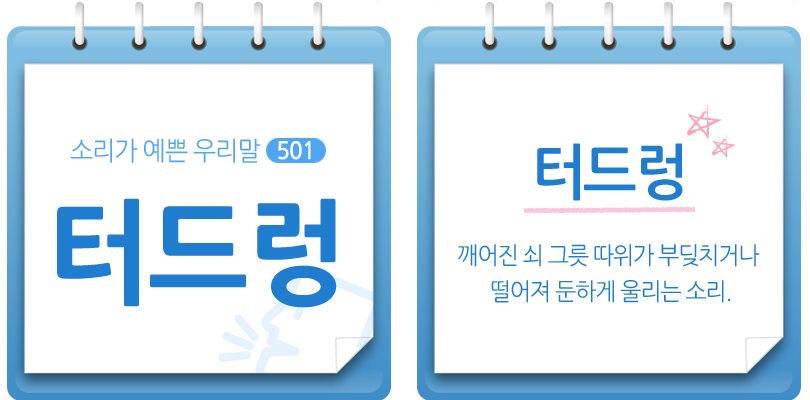 소리가 예쁜 우리말 501
터드렁
터드렁
깨어진 쇠 그릇 따위가 부딪치거나
떨어져 둔하게 울리는 소리.